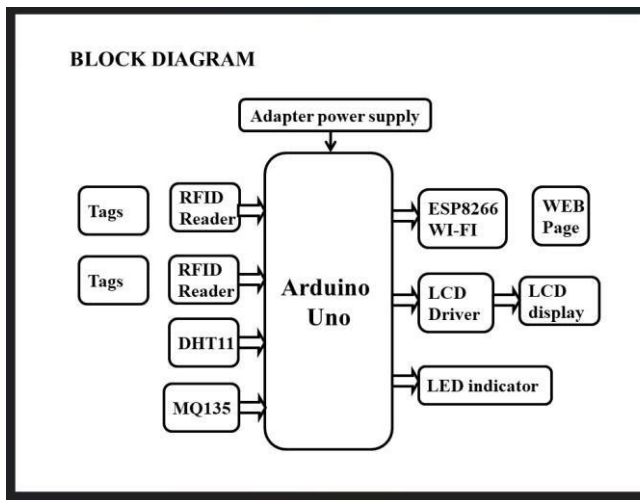 BLOCK DIAGRAM
Adapter power supply
Tags
RFID
Reader
Tags
RFID
Reader
DHT11
MQ135
Arduino
Uno
ESP8266
WI-FI
WEB
Page
LCD
Driver
LCD
display
LED indicator